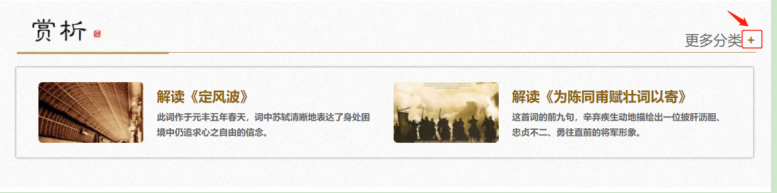 赏析
更多分类 +
解读《定风波》
此词作于元丰五年春天，词中苏轼清晰地表达了身处困
境中仍追求心之自由的信念。
解读《为陈同甫赋壮词以寄》
这首词的前九句，辛弃疾生动地描绘出一位披肝沥胆、
忠贞不二、勇往直前的将军形象。